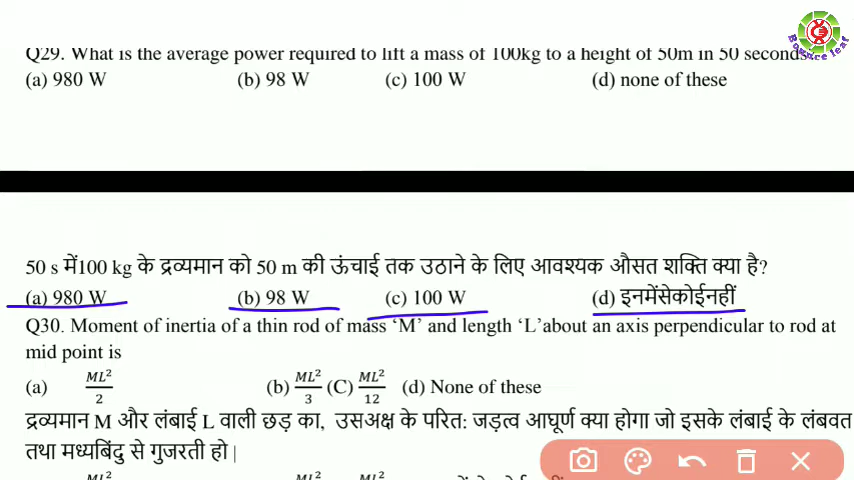 Q29. What is the average power required to lift a mass of 100kg to a height of 50m in 50 seconds
(a) 980 W (b) 98 W (c) 100 W (d) none of these
50 s में100 kg के द्रव्यमान को 50 m की ऊंचाई तक उठाने के लिए आवश्यक औसत शक्ति क्या है?
(a) 980 W (b) 98 W (c) 100 W (d) इनमेंसेकोईनहीं
Q30. Moment of inertia of a thin rod of mass ‘M’ and length ‘L’about an axis perpendicular to rod at
mid point is
(a) ML²/2 (b) ML²/3 (C) ML²/12 (d) None of these
द्रव्यमान M और लंबाई L वाली छड़ का, उसअक्ष के परित: जड़त्व आघूर्ण क्या होगा जो इसके लंबाई के लंबवत
तथा मध्यबिंदु से गुजरती हो|
ML² ML² ML²